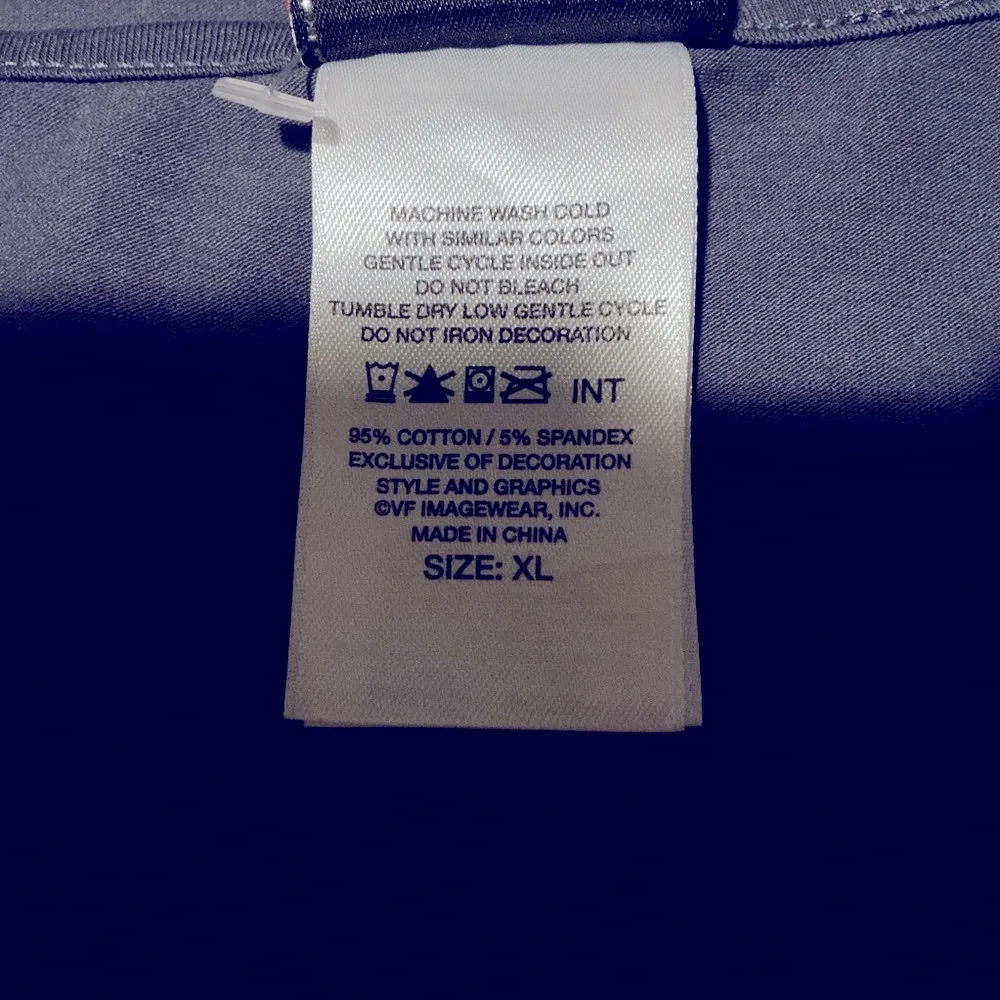 MACHINE WASH COLD
WITH SIMILAR COLORS
GENTLE CYCLE INSIDE OUT
DO NOT BLEACH
TUMBLE DRY LOW GENTLE CYCLE
DO NOT IRON DECORATION
INT
95% COTTON / 5% SPANDEX
EXCLUSIVE OF DECORATION
STYLE AND GRAPHICS
©VF IMAGEWEAR, INC.
MADE IN CHINA
SIZE: XL